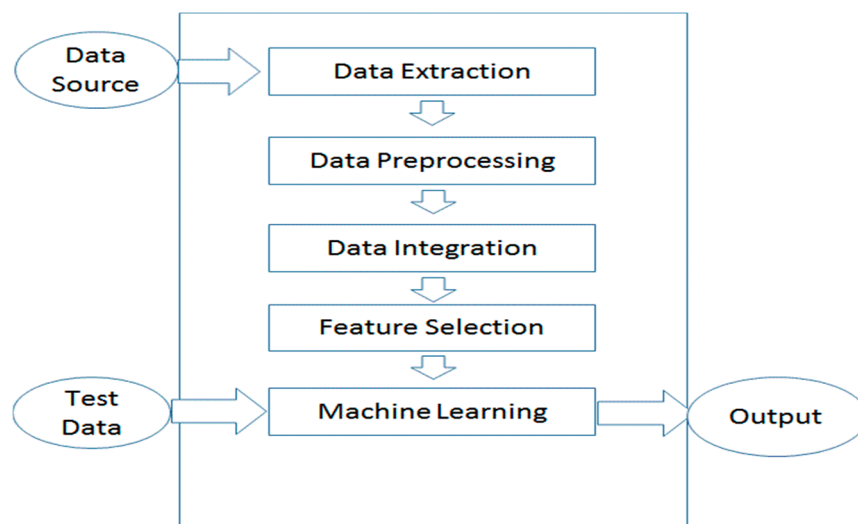 Data
Source
Data Extraction
Data Preprocessing
Data Integration
Feature Selection
Test
Data
Machine Learning
Output